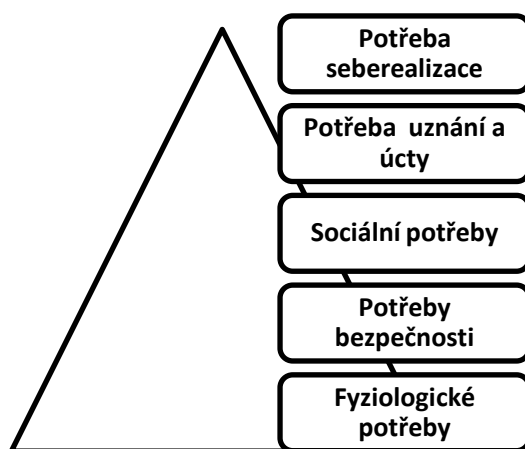 Potřeba
seberealizace
Potřeba uznání a
úcty
Sociální potřeby
Potřeby
bezpečnosti
Fyziologické
potřeby